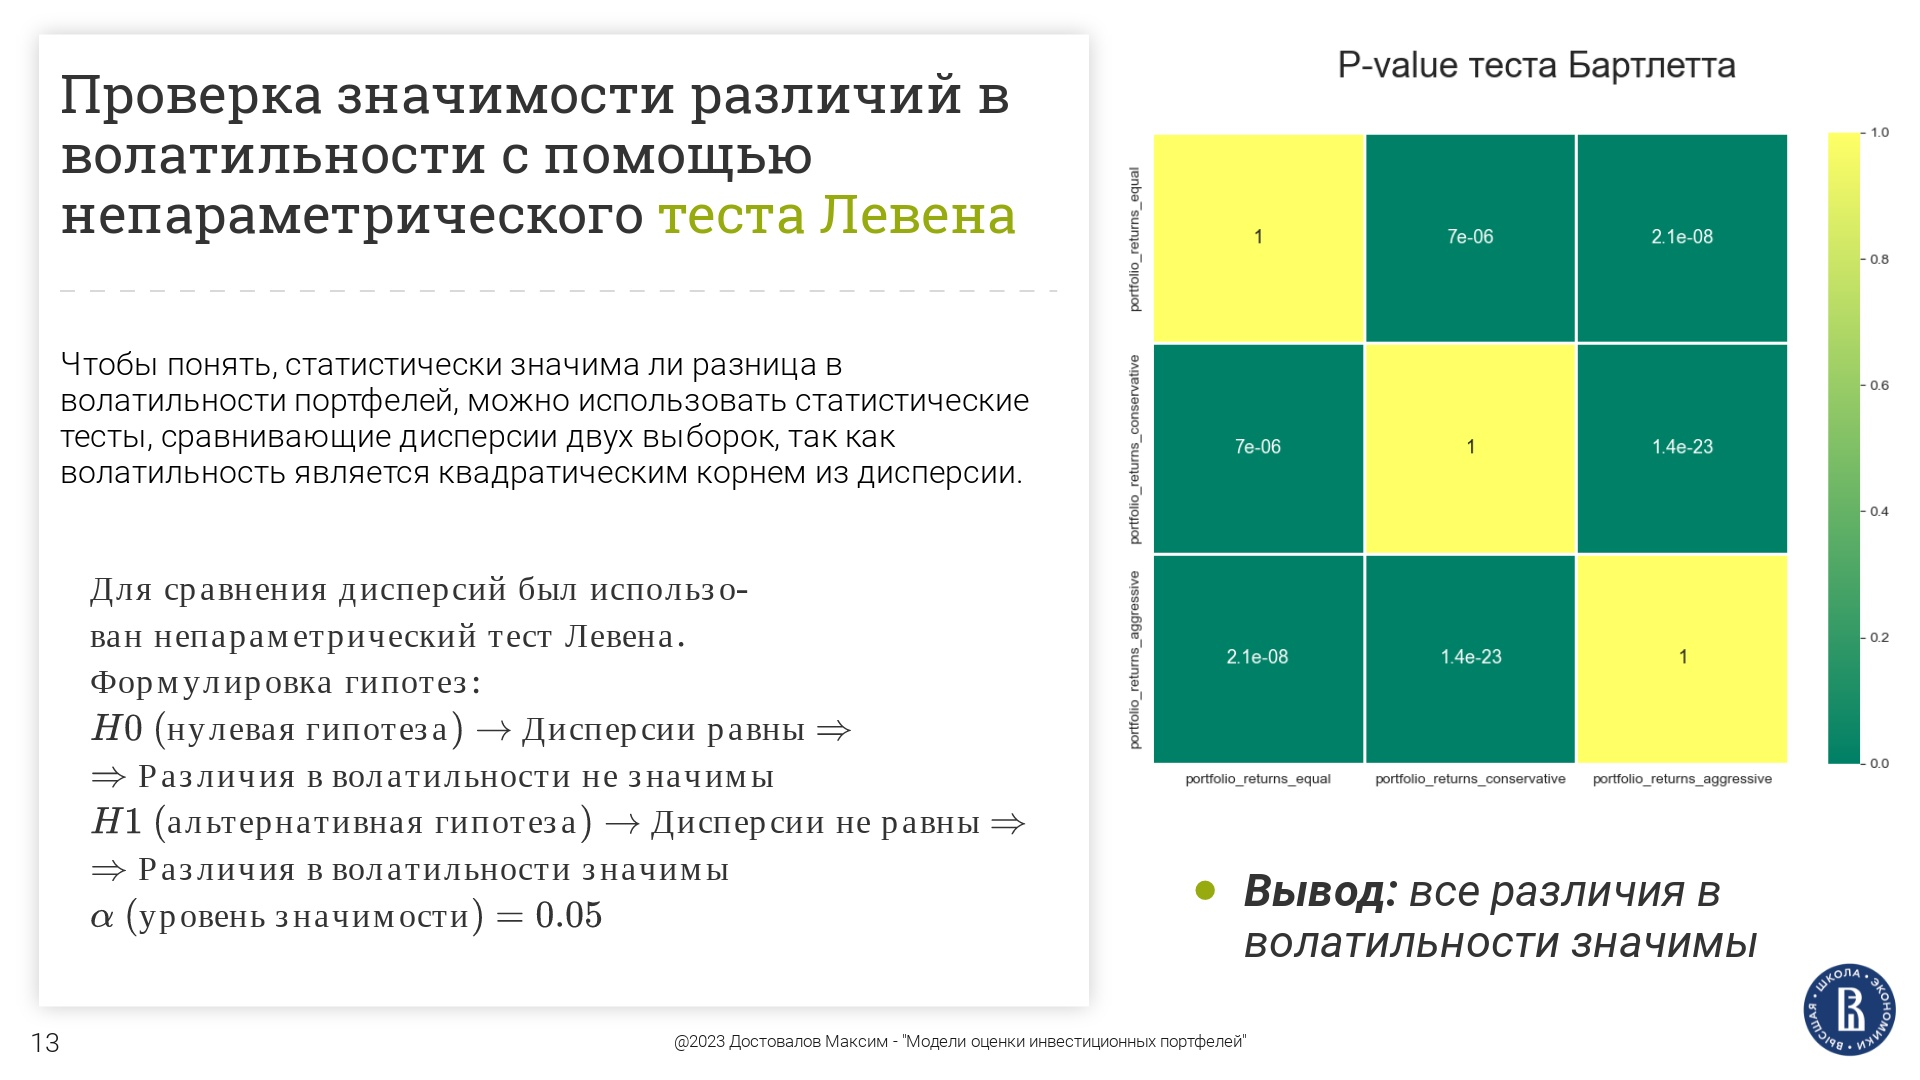 Проверка значимости различий в
волатильности с помощью
непараметрического теста Левена
Чтобы понять, статистически значима ли разница в
волатильности портфелей, можно использовать статистические
тесты, сравнивающие дисперсии двух выборок, так как
волатильность является квадратическим корнем из дисперсии.
Для сравнения дисперсий был использо-
ван непараметрический тест Левена.
Формулировка гипотез:
H0 (нулевая гипотеза) → Дисперсии равны ⇒
⇒ Различия в волатильности не значимы
H1 (альтернативная гипотеза) → Дисперсии не равны ⇒
⇒ Различия в волатильности значимы
α (уровень значимости) = 0.05
P-value теста Бартлетта
portfolio_returns_equal
1
7e-06
2.1e-08
portfolio_returns_conservative
7e-06
1
1.4e-23
portfolio_returns_aggressive
2.1e-08
1.4e-23
1
portfolio_returns_equal
portfolio_returns_conservative
portfolio_returns_aggressive
1.0
0.8
0.6
0.4
0.2
0.0
• Вывод: все различия в
волатильности значимы
ВЫСШАЯ • ШКОЛА • ЭКОНОМИКИ
13
@2023 Достовалов Максим - "Модели оценки инвестиционных портфелей"